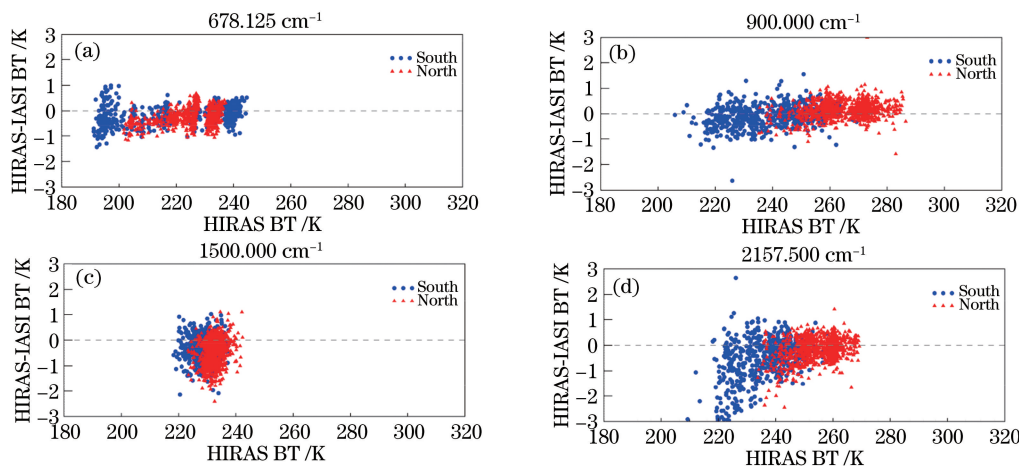 678.125 cm⁻¹
(a)
South
North
HIRAS-IASI BT /K
3
2
1
0
−1
−2
−3
180 200 220 240 260 280 300 320
HIRAS BT /K
900.000 cm⁻¹
(b)
South
North
HIRAS-IASI BT /K
3
2
1
0
−1
−2
−3
180 200 220 240 260 280 300 320
HIRAS BT /K
1500.000 cm⁻¹
(c)
South
North
HIRAS-IASI BT /K
3
2
1
0
−1
−2
−3
180 200 220 240 260 280 300 320
HIRAS BT /K
2157.500 cm⁻¹
(d)
South
North
HIRAS-IASI BT /K
3
2
1
0
−1
−2
−3
180 200 220 240 260 280 300 320
HIRAS BT /K